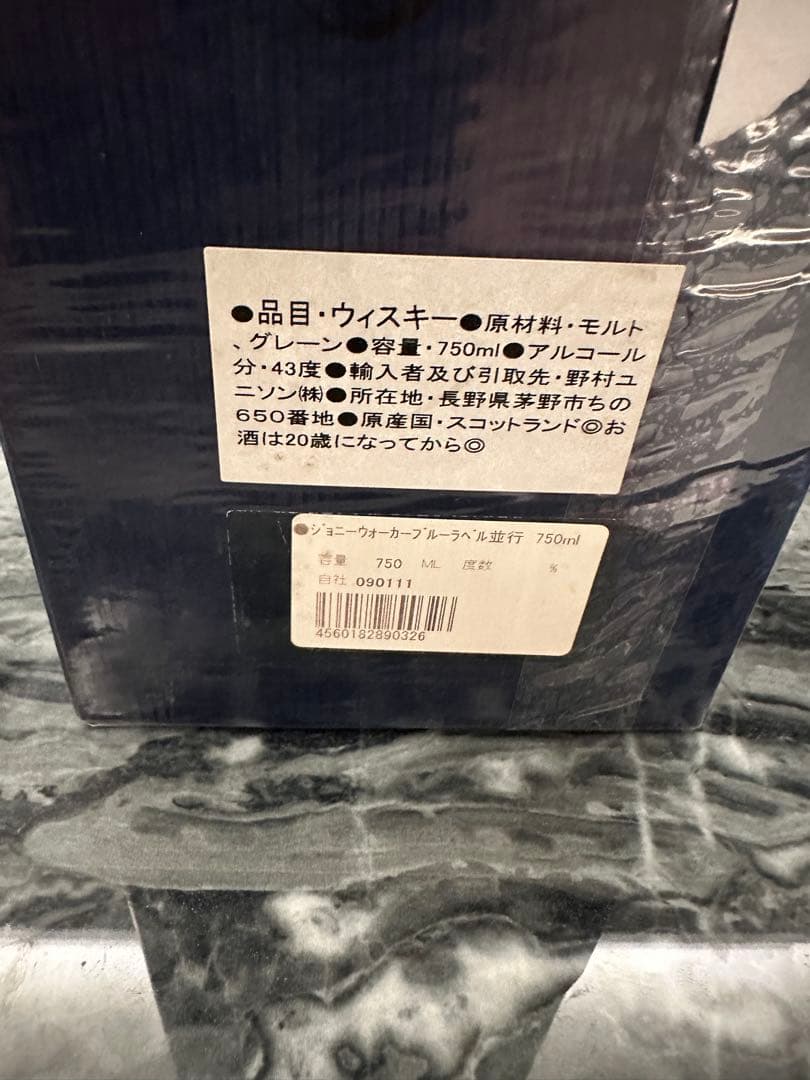 ●品目・ウィスキー●原材料・モルト
、グレーン●容量・750ml●アルコール
分・43度●輸入者及び引取先・野村ユ
ニソン㈱●所在地・長野県茅野市ちの
650番地●原産国・スコットランド◎お
酒は20歳になってから◎
●ジョニーウォーカーブルーラベル並行 750ml
容量 750 ML 度数 %
自社 090111
4560182890326